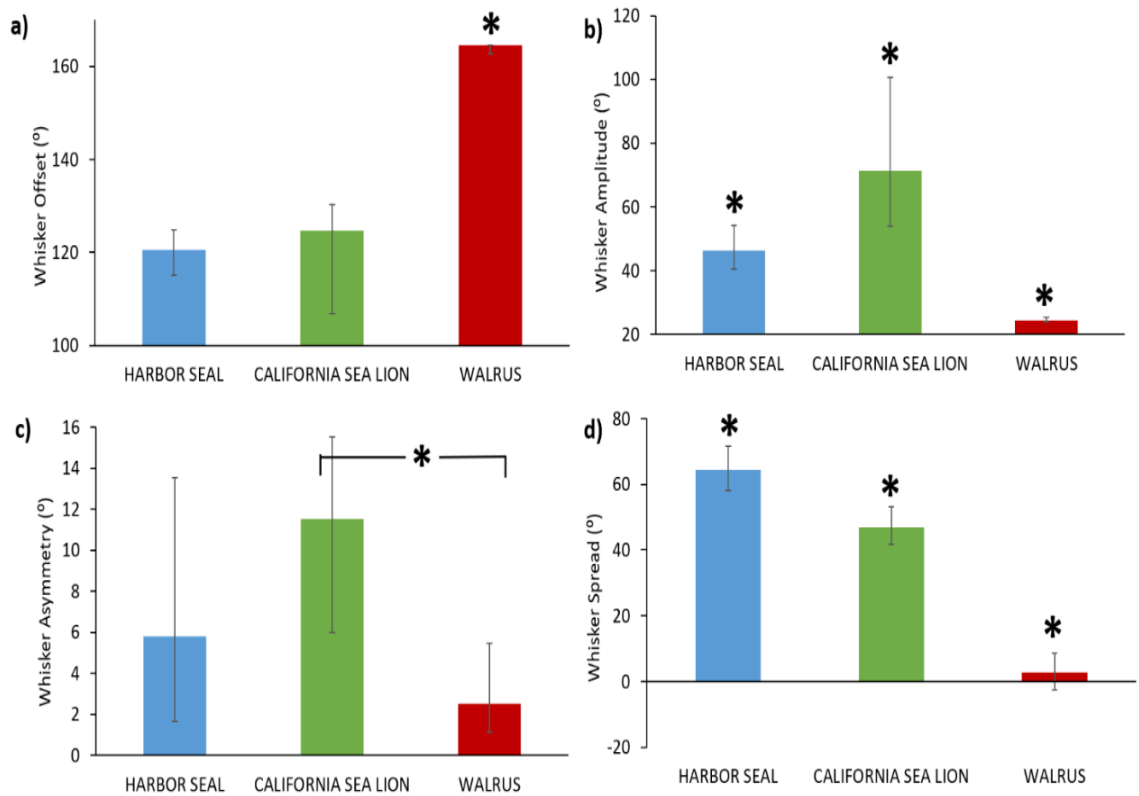 a)
Whisker Offset (º)
160
140
120
100
*
HARBOR SEAL CALIFORNIA SEA LION WALRUS
b)
Whisker Amplitude (º)
120
100
80
60
40
20
* * *
HARBOR SEAL CALIFORNIA SEA LION WALRUS
c)
Whisker Asymmetry (º)
16
14
12
10
8
6
4
2
0
*
HARBOR SEAL CALIFORNIA SEA LION WALRUS
d)
Whisker Spread (º)
80
60
40
20
0
-20
* * *
HARBOR SEAL CALIFORNIA SEA LION WALRUS